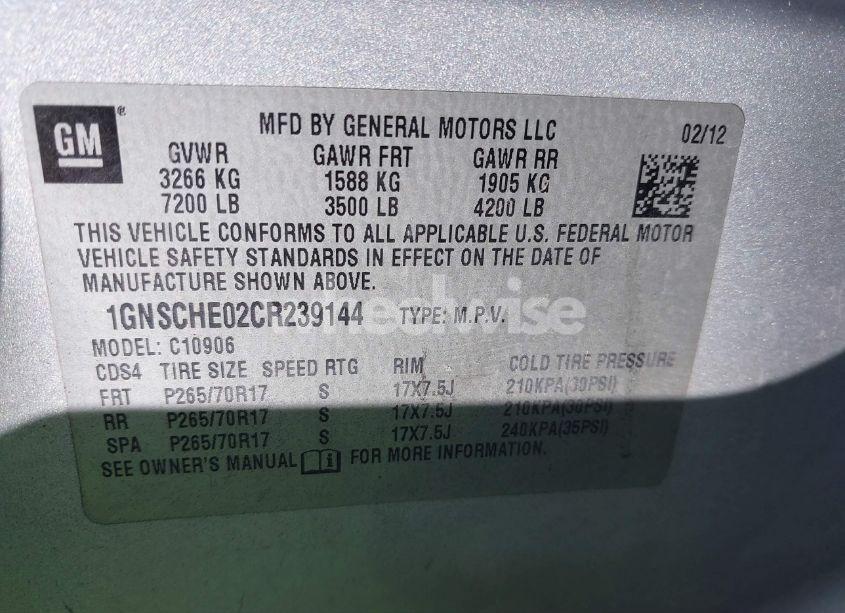 GM
MFD BY GENERAL MOTORS LLC 02/12
GVWR GAWR FRT GAWR RR
3266 KG 1588 KG 1905 KG
7200 LB 3500 LB 4200 LB
THIS VEHICLE CONFORMS TO ALL APPLICABLE U.S. FEDERAL MOTOR
VEHICLE SAFETY STANDARDS IN EFFECT ON THE DATE OF
MANUFACTURE SHOWN ABOVE.
1GNSCHE02CR239144 TYPE: M.P.V.
MODEL: C10906
CDS4 TIRE SIZE SPEED RTG RIM COLD TIRE PRESSURE
FRT P265/70R17 S 17X7.5J 210KPA(30PSI)
RR P265/70R17 S 17X7.5J 210KPA(30PSI)
SPA P265/70R17 S 17X7.5J 240KPA(35PSI)
SEE OWNER'S MANUAL FOR MORE INFORMATION.